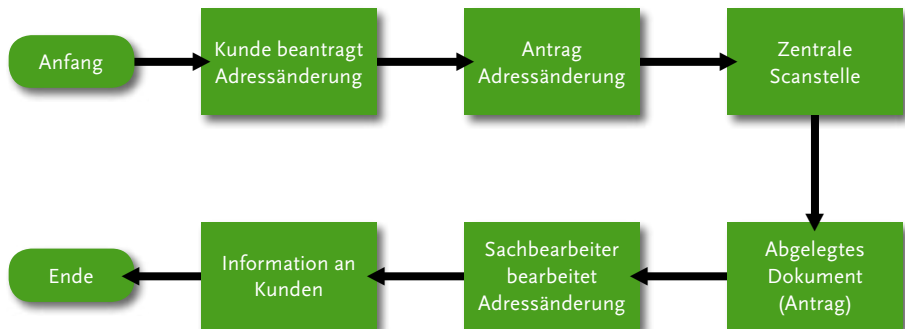 Anfang
Kunde beantragt
Adressänderung
Antrag
Adressänderung
Zentrale
Scanstelle
Abgelegtes
Dokument
(Antrag)
Sachbearbeiter
bearbeitet
Adressänderung
Information an
Kunden
Ende